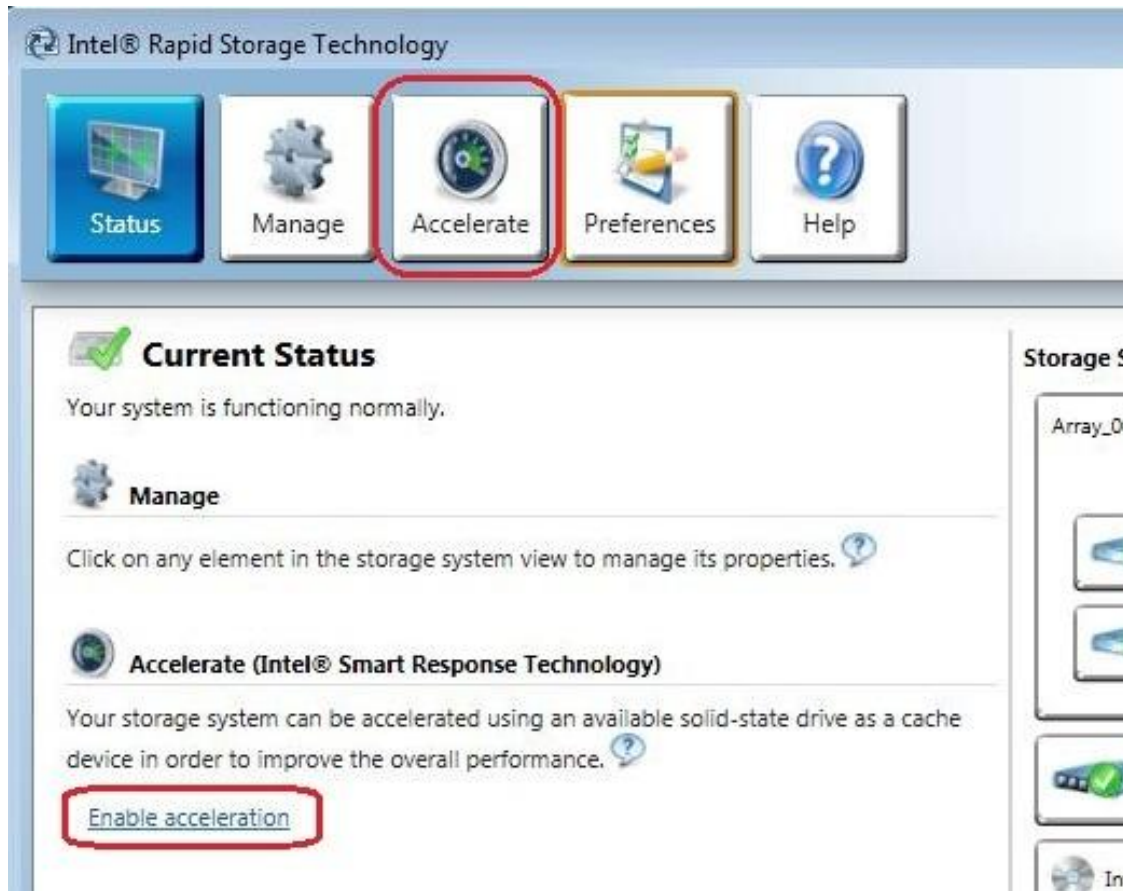 Intel® Rapid Storage Technology
Status
Manage
Accelerate
Preferences
Help
Current Status
Your system is functioning normally.
Manage
Click on any element in the storage system view to manage its properties.
Accelerate (Intel® Smart Response Technology)
Your storage system can be accelerated using an available solid-state drive as a cache
device in order to improve the overall performance.
Enable acceleration
Storage
Array_0